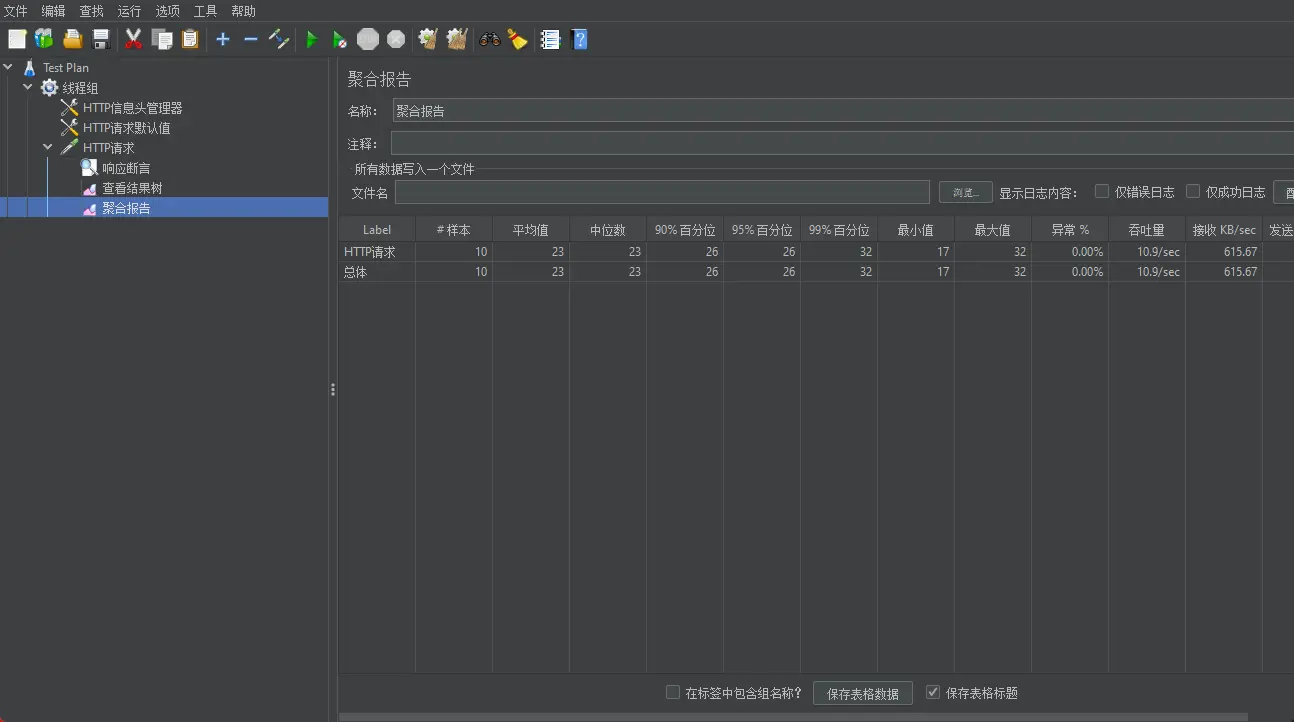 文件 编辑 查找 运行 选项 工具 帮助
Test Plan
线程组
HTTP信息头管理器
HTTP请求默认值
HTTP请求
响应断言
查看结果树
聚合报告
聚合报告
名称： 聚合报告
注释：
所有数据写入一个文件
文件名 浏览... 显示日志内容： 仅错误日志 仅成功日志
Label # 样本 平均值 中位数 90% 百分位 95% 百分位 99% 百分位 最小值 最大值 异常 % 吞吐量 接收 KB/sec 发送
HTTP请求 10 23 23 26 26 32 17 32 0.00% 10.9/sec 615.67
总体 10 23 23 26 26 32 17 32 0.00% 10.9/sec 615.67
在标签中包含组名称? 保存表格数据 保存表格标题